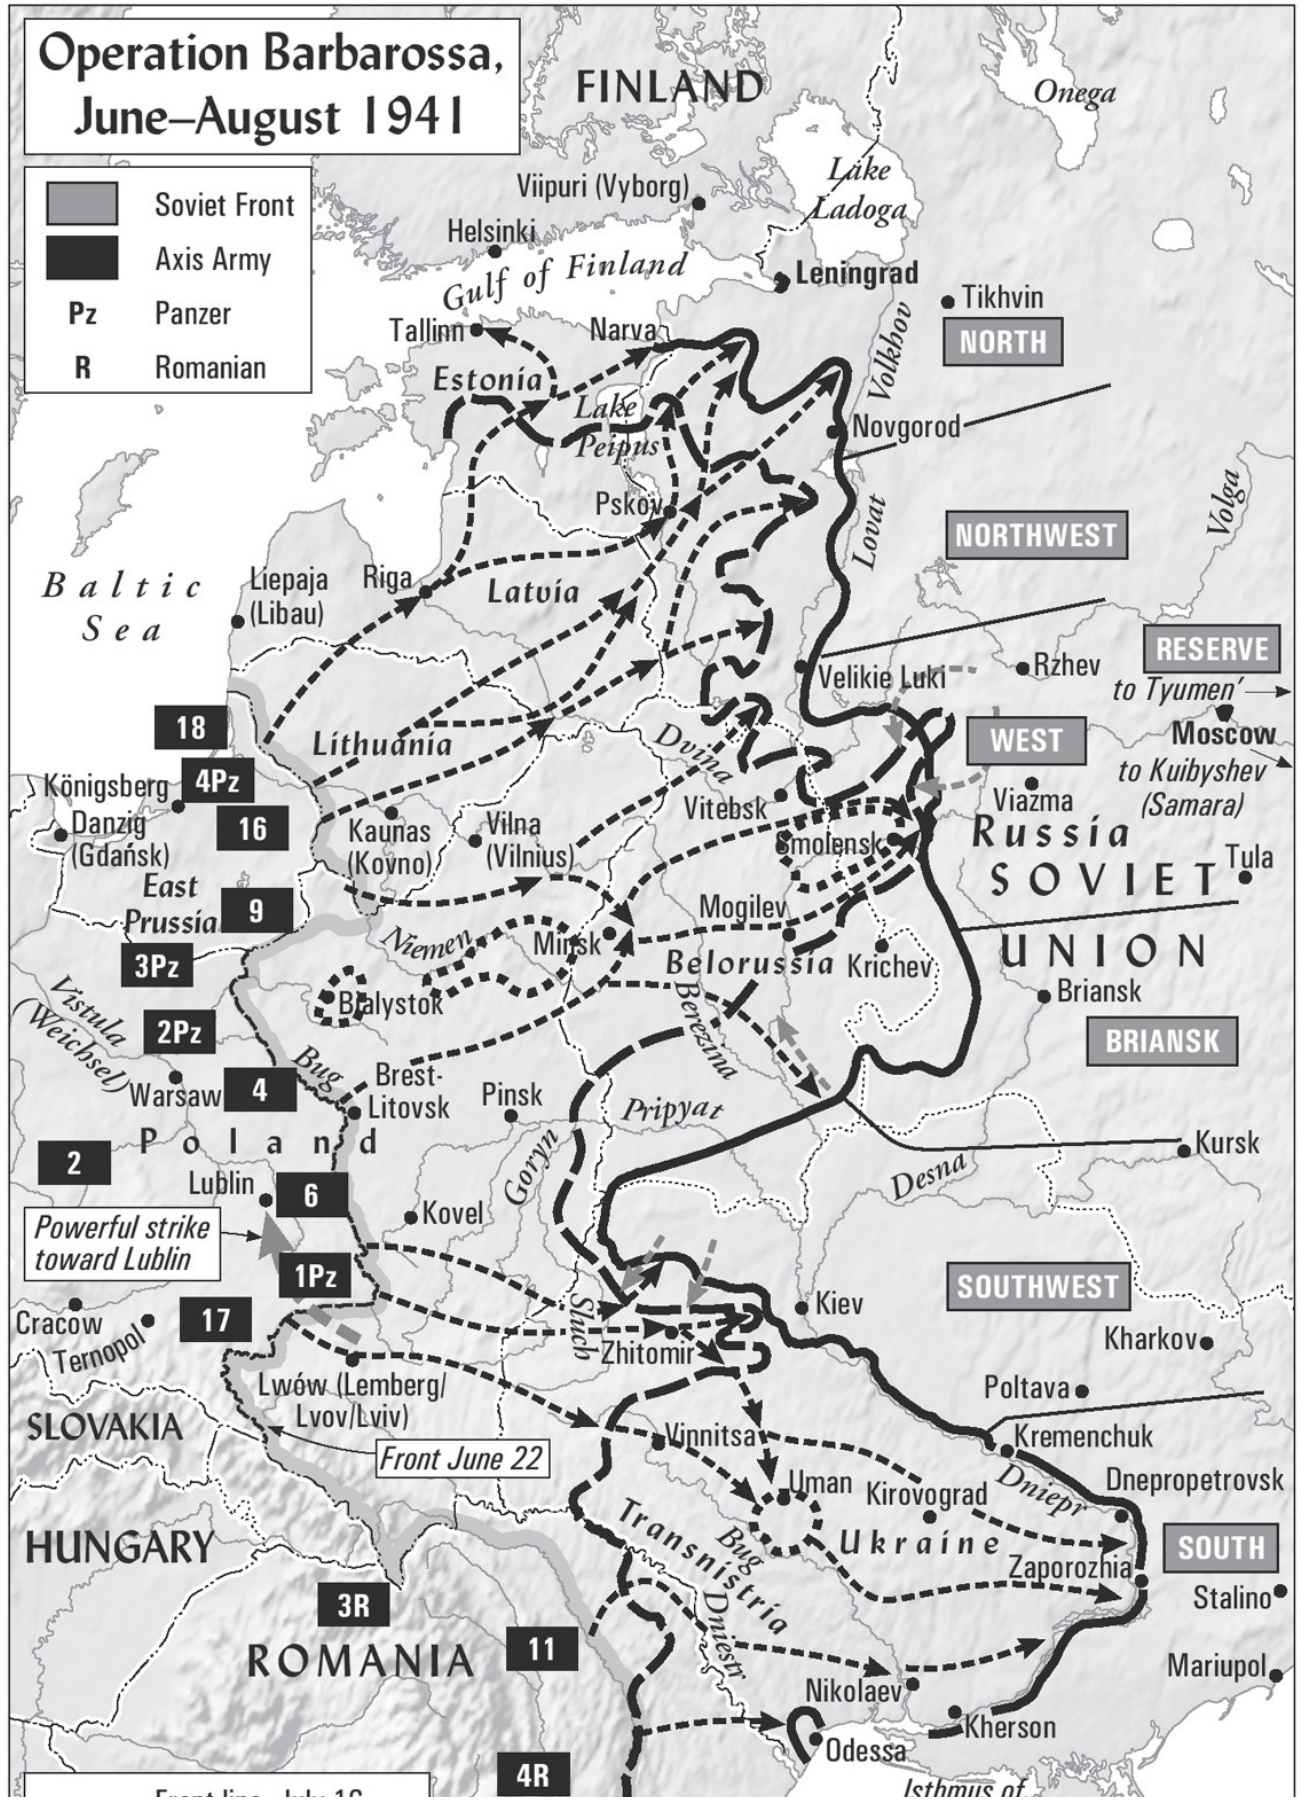 Operation Barbarossa,
June–August 1941
Soviet Front
Axis Army
Pz Panzer
R Romanian
FINLAND
Onega
Lake
Ladoga
Viipuri (Vyborg)
Helsinki
Gulf of Finland
Leningrad
Tikhvin
Tallinn
Narva
Volkhov
NORTH
Estonia
Lake
Peipus
Novgorod
Pskov
Lovat
Volga
NORTHWEST
Baltic
Sea
Liepaja
(Libau)
Riga
Latvia
RESERVE
Velikie Luki
Rzhev
to Tyumen’
18
Lithuania
Dvina
WEST
Moscow
to Kuibyshev
(Samara)
4Pz
Königsberg
Danzig
(Gdańsk)
16
Kaunas
(Kovno)
Vilna
(Vilnius)
Vitebsk
Viazma
Smolensk
Russia
SOVIET
Tula
East
Prussia
9
Mogilev
UNION
3Pz
Niemen
Minsk
Belorussia
Krichev
Bialystok
Berezina
Briansk
Vistula
(Weichsel)
2Pz
BRIANSK
Bug
Warsaw
4
Brest-
Litovsk
Pinsk
Pripyat
Poland
2
Goryn
Desna
Kursk
Lublin
6
Kovel
Powerful strike
toward Lublin
1Pz
SOUTHWEST
Cracow
Ternopol
17
Sluch
Kiev
Zhitomir
Kharkov
Lwów (Lemberg/
Lvov/Lviv)
Poltava
SLOVAKIA
Front June 22
Vinnitsa
Kremenchuk
Uman
Kirovograd
Dniepr
Dnepropetrovsk
HUNGARY
Transnistria
Bug
Ukraine
SOUTH
Zaporozhia
Stalino
3R
Dniestr
ROMANIA
11
Nikolaev
Mariupol
Kherson
Odessa
4R
Front line, July 16
Isthmus of